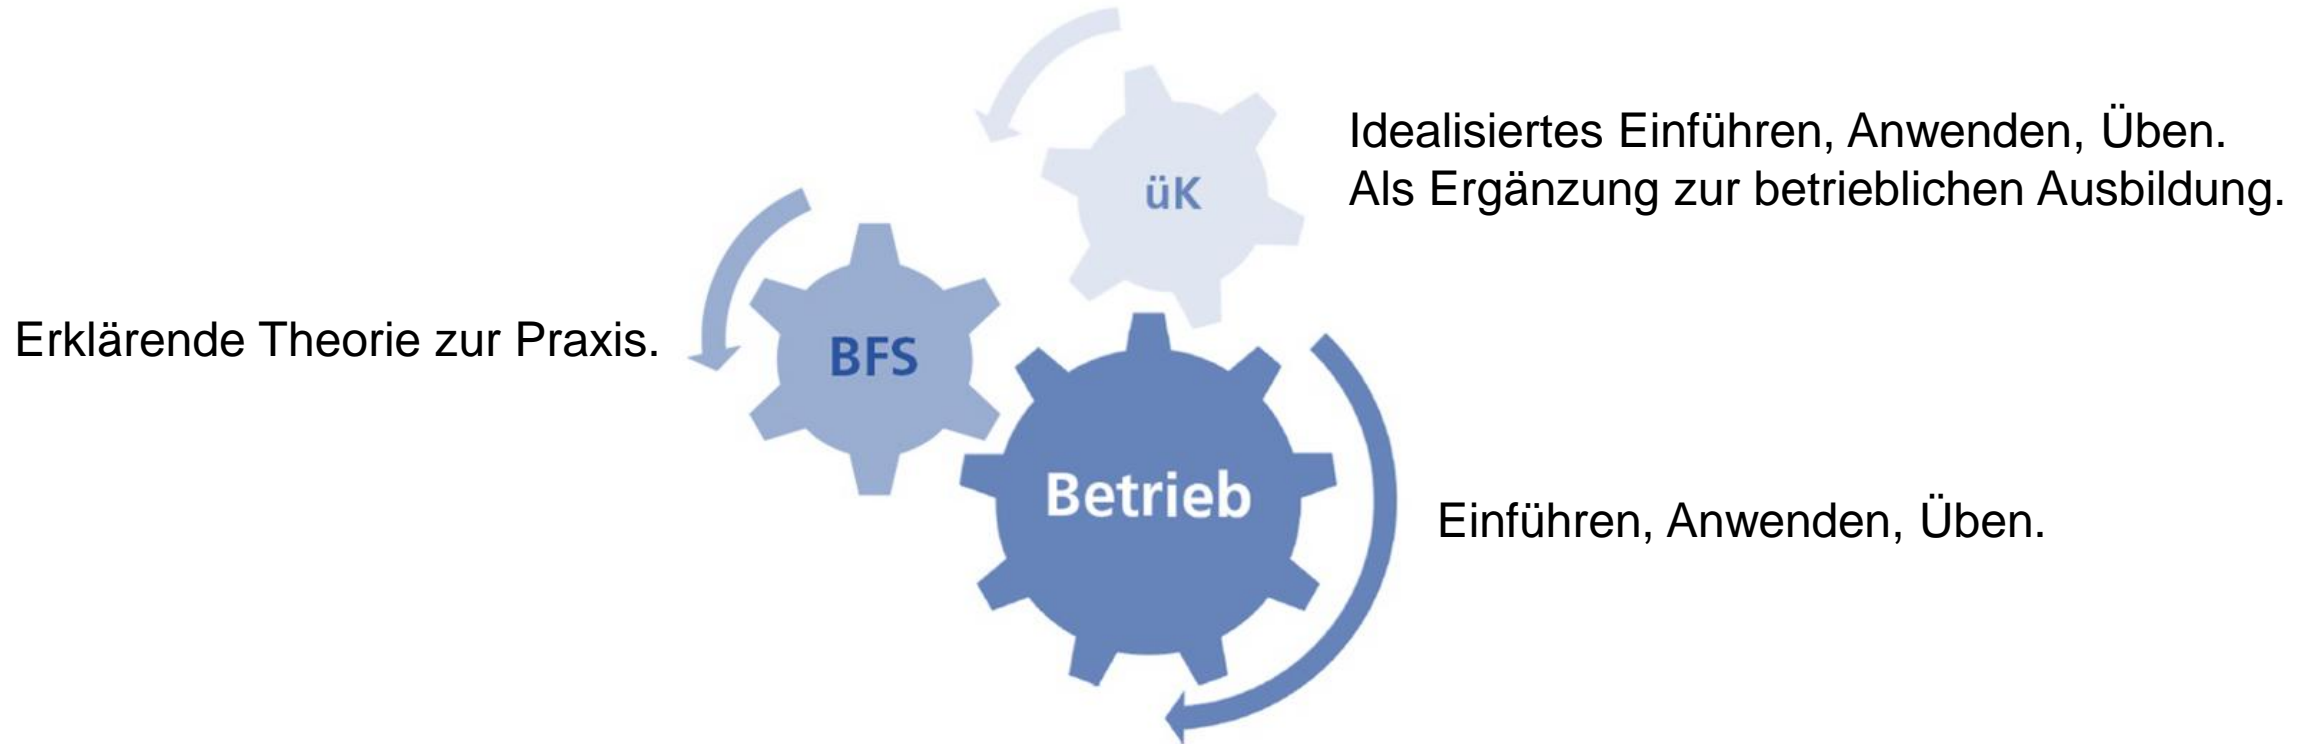 üK
Idealisiertes Einführen, Anwenden, Üben.
Als Ergänzung zur betrieblichen Ausbildung.
Erklärende Theorie zur Praxis.
BFS
Betrieb
Einführen, Anwenden, Üben.